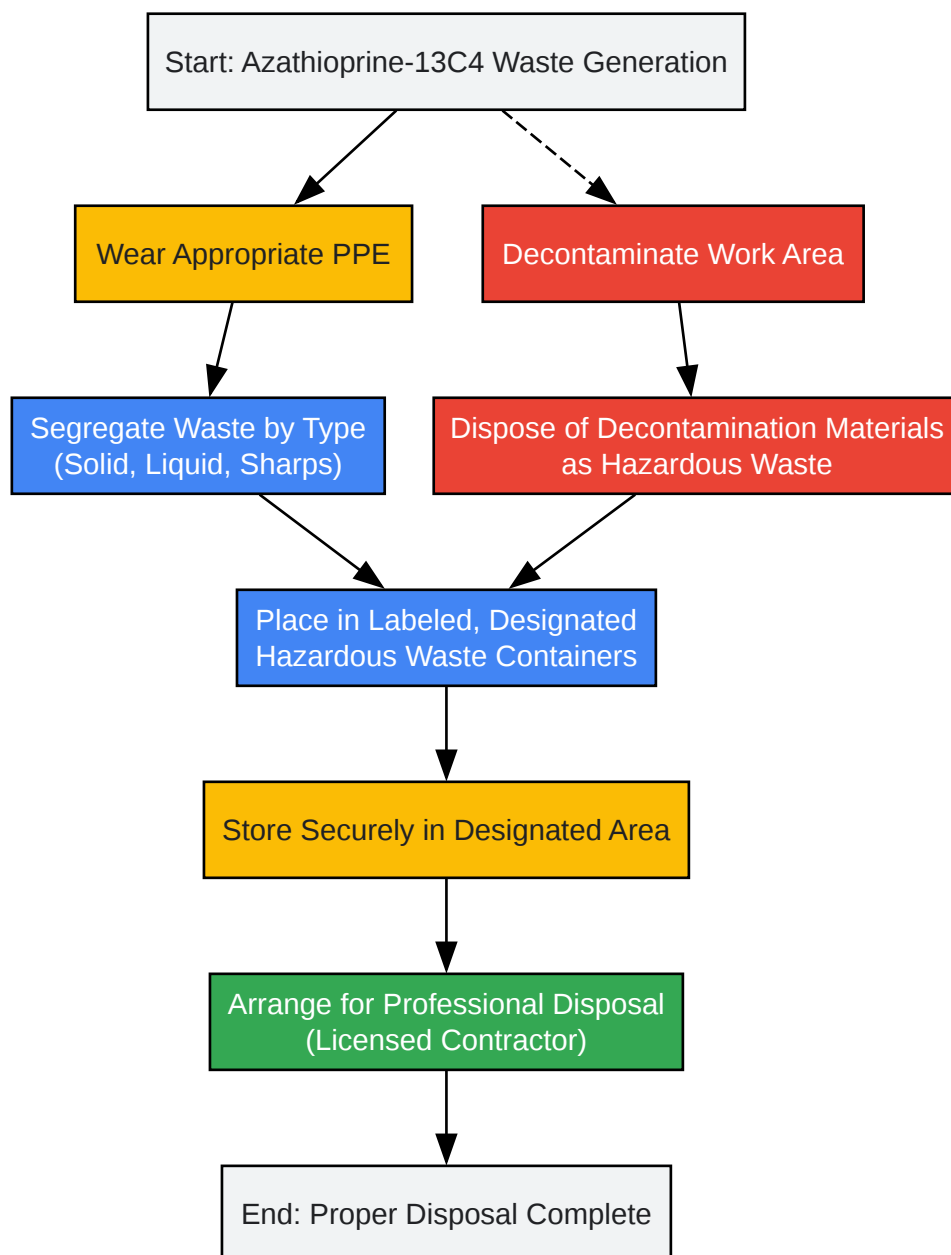 Start: Azathioprine-13C4 Waste Generation
Wear Appropriate PPE
Decontaminate Work Area
Segregate Waste by Type
(Solid, Liquid, Sharps)
Dispose of Decontamination Materials
as Hazardous Waste
Place in Labeled, Designated
Hazardous Waste Containers
Store Securely in Designated Area
Arrange for Professional Disposal
(Licensed Contractor)
End: Proper Disposal Complete